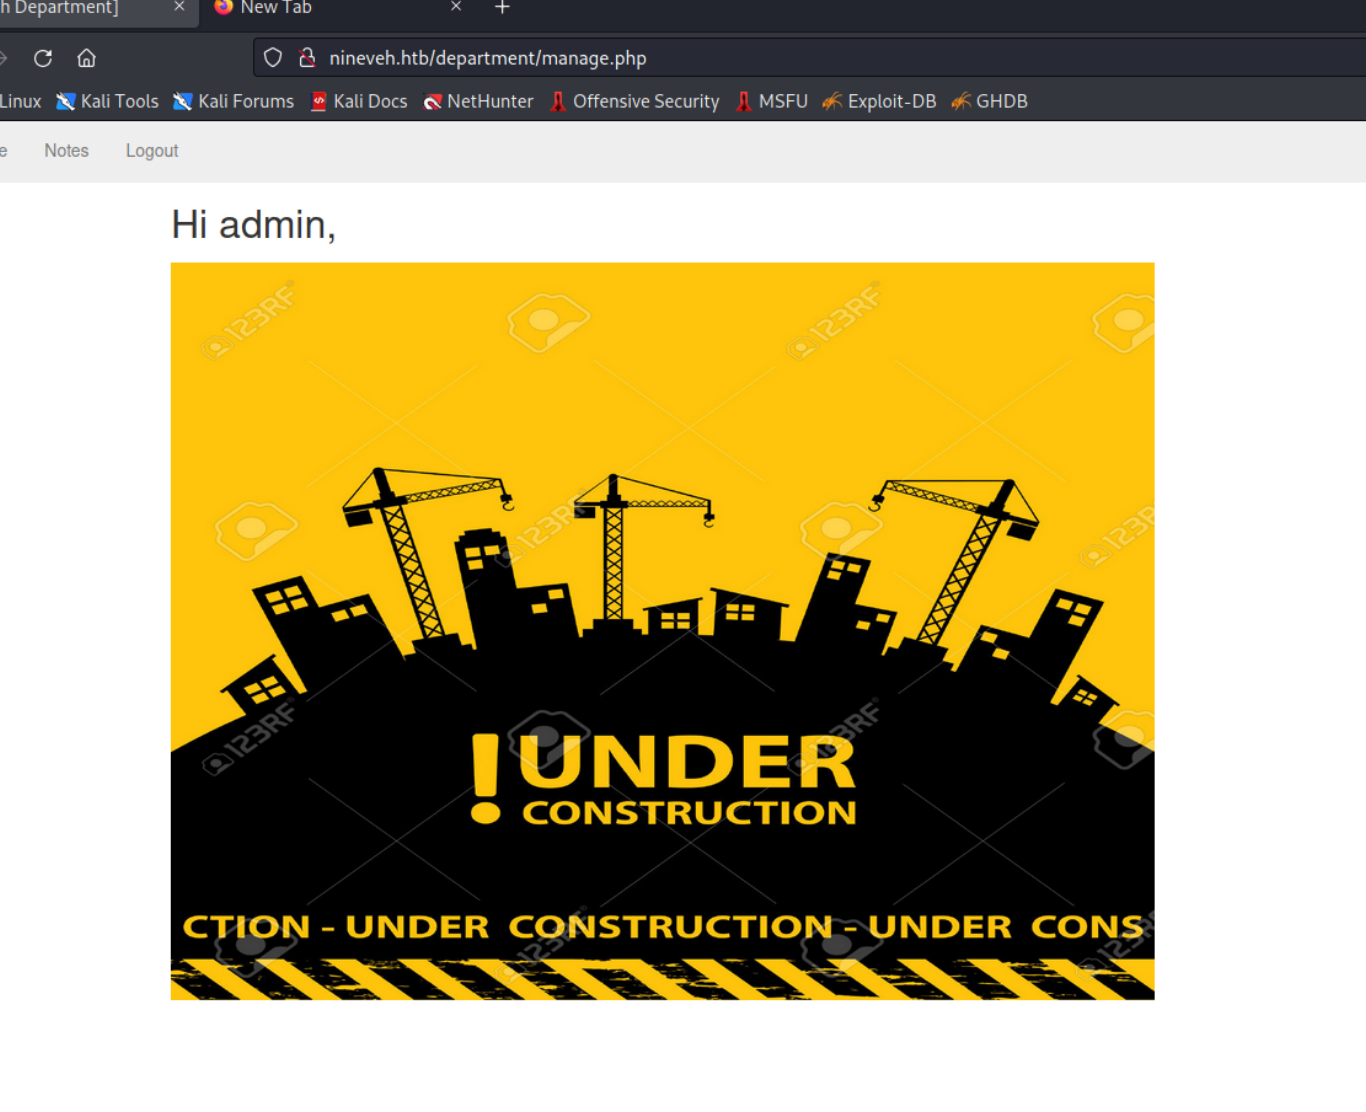 h Department]
New Tab
nineveh.htb/department/manage.php
Linux Kali Tools Kali Forums Kali Docs NetHunter Offensive Security MSFU Exploit-DB GHDB
e Notes Logout
Hi admin,
123RF 123RF
123RF 123RF
123RF 123RF
! UNDER
CONSTRUCTION
CTION - UNDER CONSTRUCTION - UNDER CONS
123RF 123RF